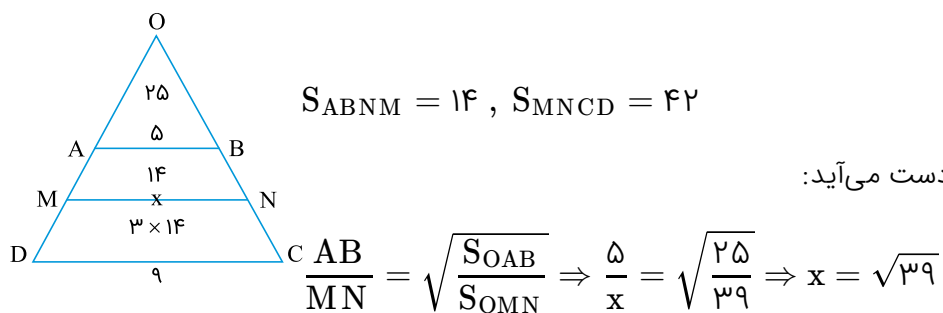 O
۲۵
S_ABNM = ۱۴ , S_MNCD = ۴۲
۵
A B
۱۴
دست می‌آید:
M x N
۳ × ۱۴
D C
۹
AB/MN = √(S_OAB/S_OMN) ⇒ ۵/x = √(۲۵/۳۹) ⇒ x = √۳۹